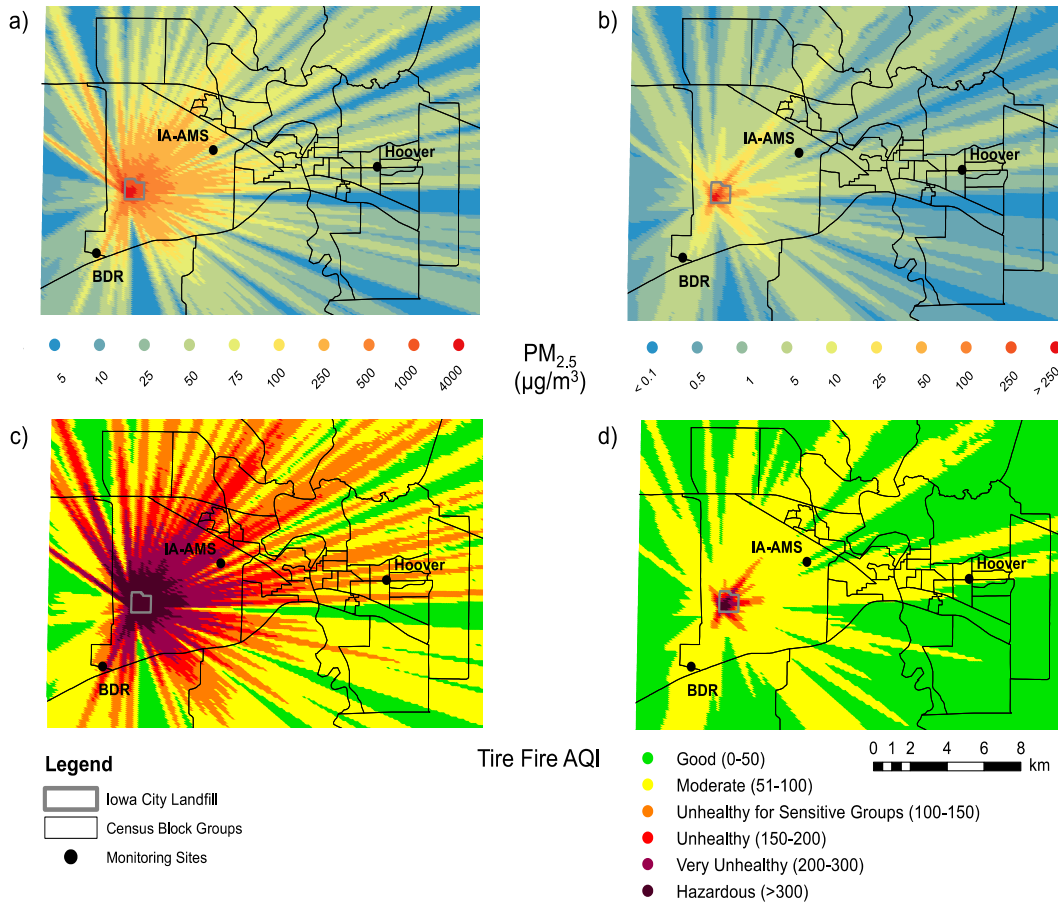 a)
IA-AMS
Hoover
BDR
b)
IA-AMS
Hoover
BDR
5 10 25 50 75 100 250 500 1000 4000
PM2.5
(µg/m³)
< 0.1 0.5 1 5 10 25 50 100 250 > 250
c)
IA-AMS
Hoover
BDR
d)
IA-AMS
Hoover
BDR
Legend
Iowa City Landfill
Census Block Groups
Monitoring Sites
Tire Fire AQI
Good (0-50)
Moderate (51-100)
Unhealthy for Sensitive Groups (100-150)
Unhealthy (150-200)
Very Unhealthy (200-300)
Hazardous (>300)
0 1 2 4 6 8
km